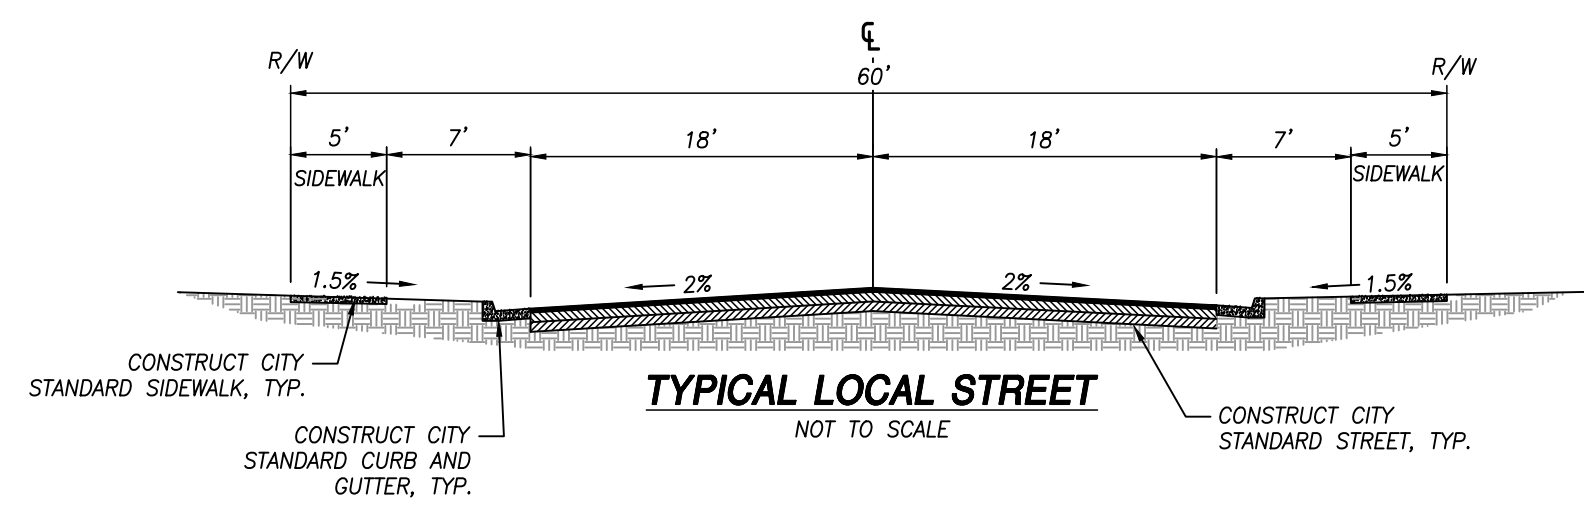 ℄
R/W
60'
R/W
5'
7'
18'
18'
7'
5'
SIDEWALK
SIDEWALK
1.5%
2%
2%
1.5%
CONSTRUCT CITY
STANDARD SIDEWALK, TYP.
TYPICAL LOCAL STREET
NOT TO SCALE
CONSTRUCT CITY
STANDARD STREET, TYP.
CONSTRUCT CITY
STANDARD CURB AND
GUTTER, TYP.